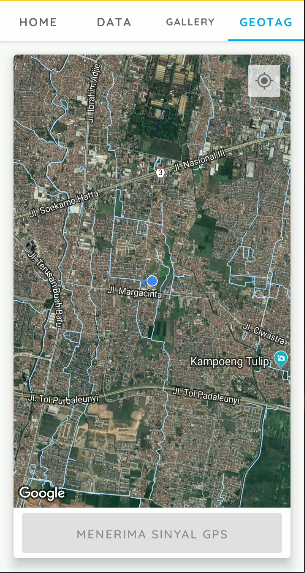 HOME DATA GALLERY GEOTAG
Jl. Ibrahim Adjie
Jl. Nasional III
3
Jl. Soekarno Hatta
Jl. Terusan Buah Batu
Jl. Margacinta
Jl. Ciwastra
Kampoeng Tulip
Jl. Tol Purbaleunyi
Jl. Tol Padaleunyi
Google
MENERIMA SINYAL GPS